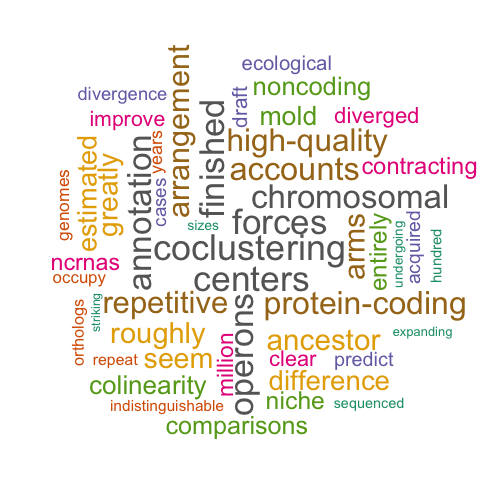 ecological
divergence
noncoding
draft
improve
mold
diverged
arrangement
finished
high-quality
years
estimated
greatly
annotation
accounts
contracting
genomes
cases
chromosomal
sizes
forces
arms
entirely
undergoing
acquired
hundred
coclustering
ncrnas
occupy
centers
striking
repetitive
operons
protein-coding
orthologs
roughly
ancestor
expanding
repeat
seem
million
clear
predict
colinearity
difference
indistinguishable
niche
sequenced
comparisons